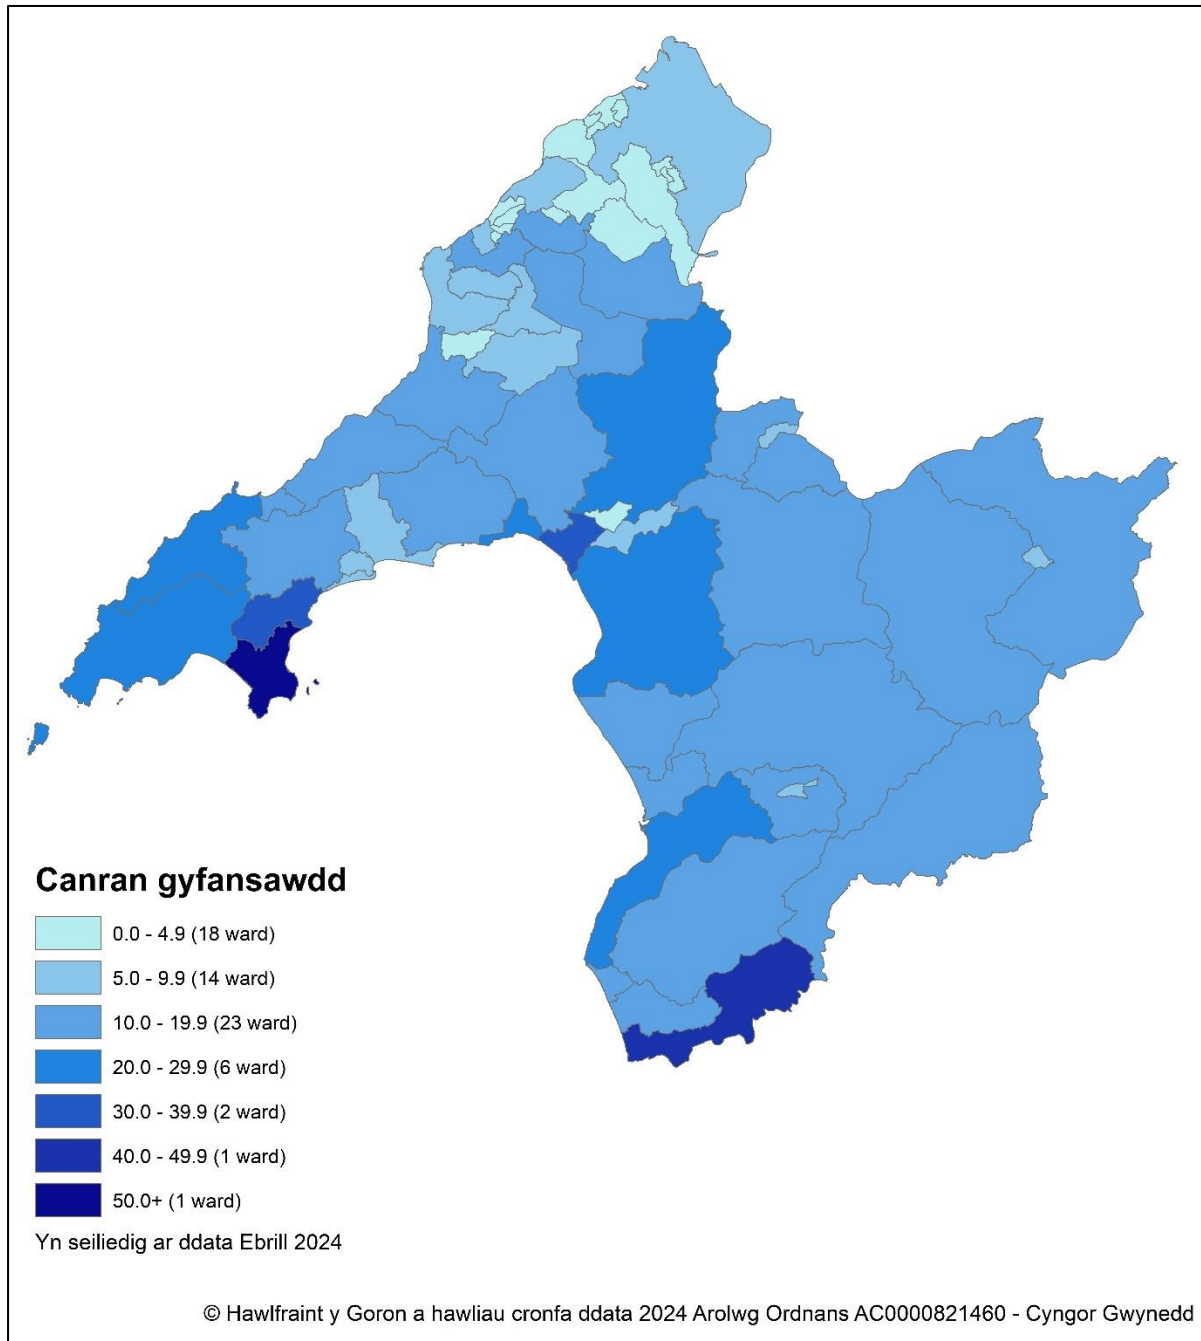 Canran gyfansawdd
0.0 - 4.9 (18 ward)
5.0 - 9.9 (14 ward)
10.0 - 19.9 (23 ward)
20.0 - 29.9 (6 ward)
30.0 - 39.9 (2 ward)
40.0 - 49.9 (1 ward)
50.0+ (1 ward)
Yn seiliedig ar ddata Ebrill 2024
© Hawlfraint y Goron a hawliau cronfa ddata 2024 Arolwg Ordnans AC0000821460 - Cyngor Gwynedd